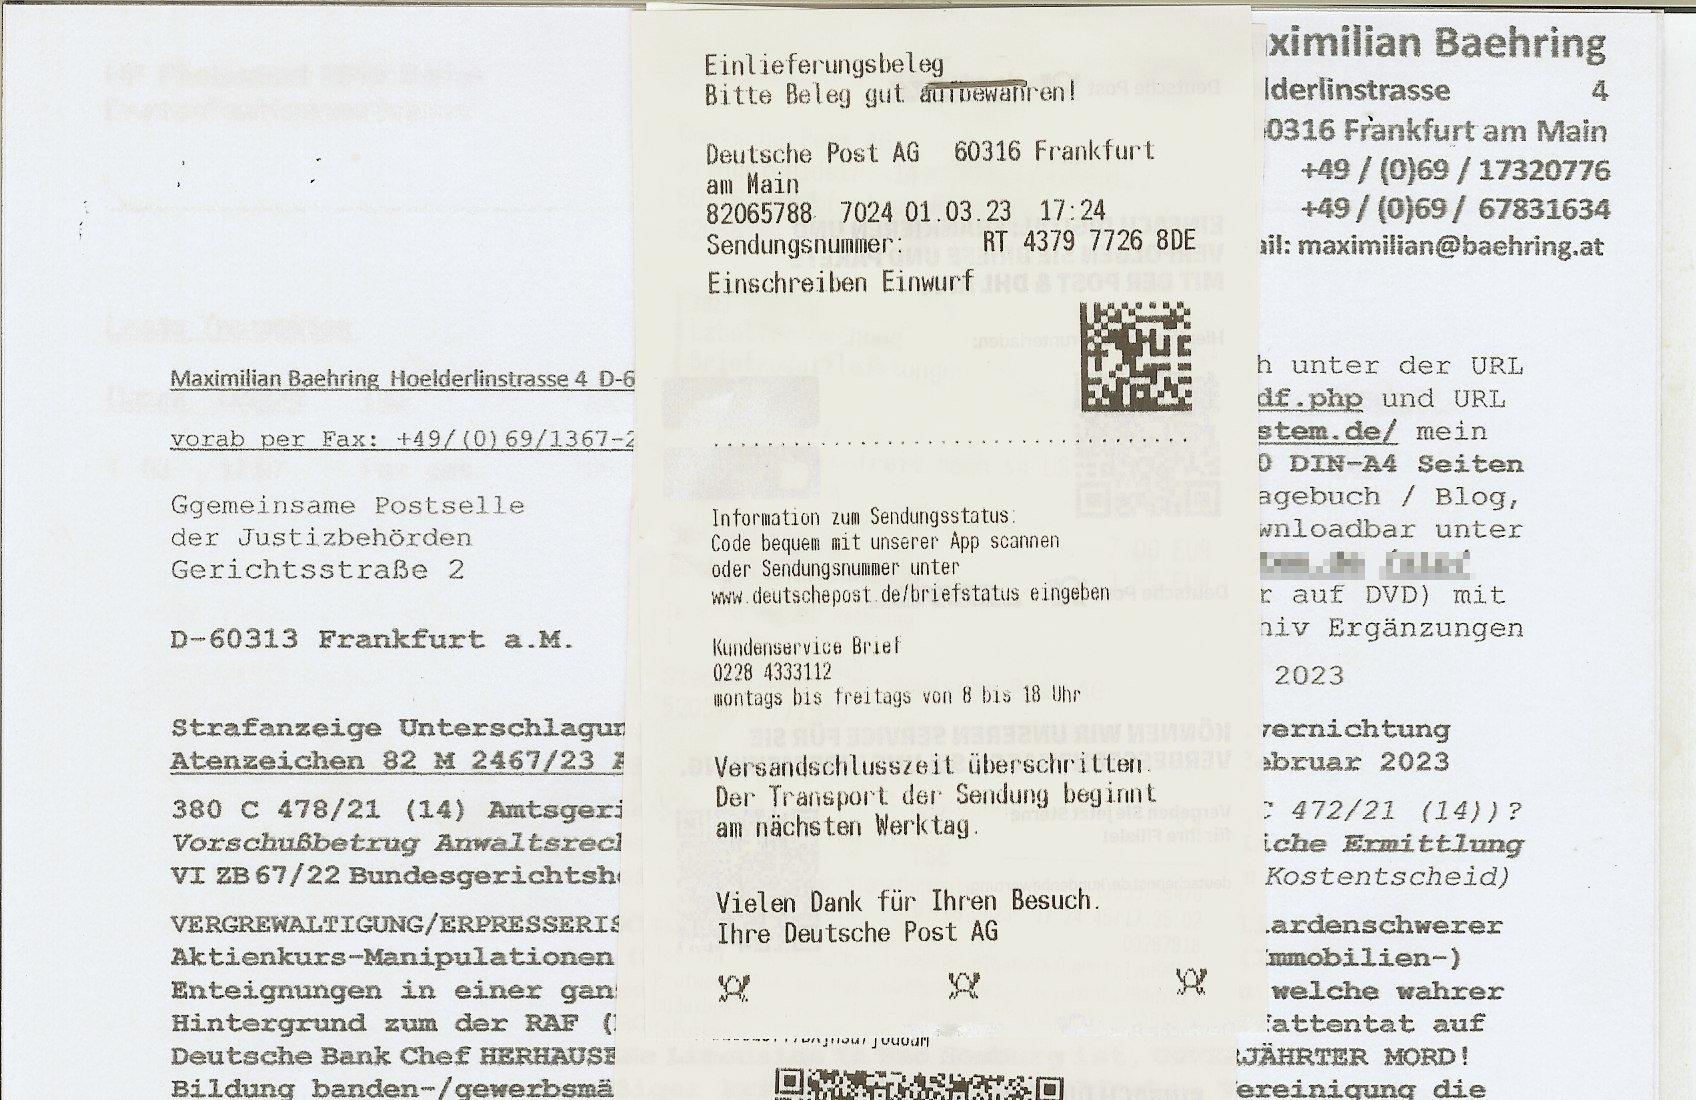 Einlieferungsbeleg
Bitte Beleg gut aufbewahren!
Deutsche Post AG 60316 Frankfurt
am Main
82065788 7024 01.03.23 17:24
Sendungsnummer: RT 4379 7726 8DE
Einschreiben Einwurf
Information zum Sendungsstatus:
Code bequem mit unserer App scannen
oder Sendungsnummer unter
www.deutschepost.de/briefstatus eingeben
Kundenservice Brief
0228 4333112
montags bis freitags von 8 bis 18 Uhr
Versandschlusszeit überschritten.
Der Transport der Sendung beginnt
am nächsten Werktag.
Vielen Dank für Ihren Besuch.
Ihre Deutsche Post AG
ximilian Baehring
lderlinstrasse 4
0316 Frankfurt am Main
+49 / (0)69 / 17320776
+49 / (0)69 / 67831634
ail: maximilian@baehring.at
Maximilian Baehring Hoelderlinstrasse 4 D-6
vorab per Fax: +49/(0)69/1367-2
Ggemeinsame Postselle
der Justizbehörden
Gerichtsstraße 2
D-60313 Frankfurt a.M.
h unter der URL
df.php und URL
stem.de/ mein
0 DIN-A4 Seiten
agebuch / Blog,
wnloadbar unter
r auf DVD) mit
hiv Ergänzungen
2023
Strafanzeige Unterschlagun vernichtung
Atenzeichen 82 M 2467/23 A ebruar 2023
380 C 478/21 (14) Amtsgeri C 472/21 (14))?
Vorschußbetrug Anwaltsrecl iche Ermittlung
VI ZB 67/22 Bundesgerichtsho Kostentscheid)
VERGREWALTIGUNG/ERPRESSERIS ardenschwerer
Aktienkurs-Manipulationen Immobilien-)
Enteignungen in einer gan welche wahrer
Hintergrund zum der RAF ( fattentat auf
Deutsche Bank Chef HERHAUSE JÄHRTER MORD!
Bildung banden-/gewerbsmä ereinigung die